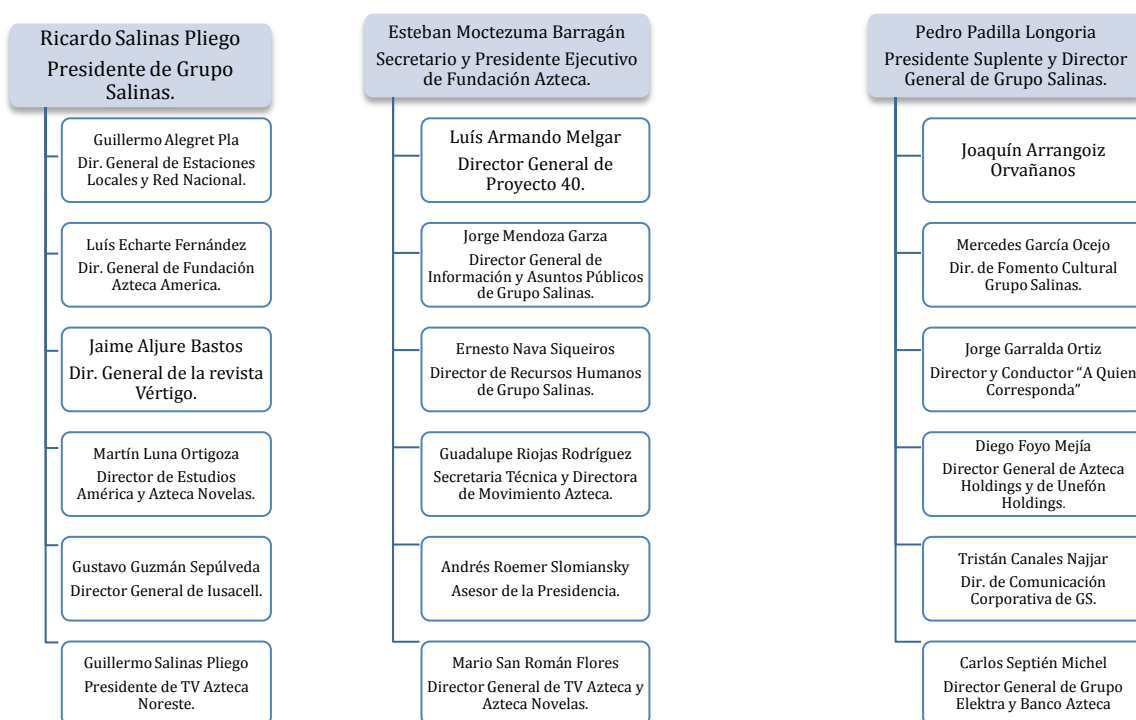 Ricardo Salinas Pliego
Presidente de Grupo
Salinas.
Guillermo Alegret Pla
Dir. General de Estaciones
Locales y Red Nacional.
Luís Echarte Fernández
Dir. General de Fundación
Azteca America.
Jaime Aljure Bastos
Dir. General de la revista
Vértigo.
Martín Luna Ortigoza
Director de Estudios
América y Azteca Novelas.
Gustavo Guzmán Sepúlveda
Director General de Iusacell.
Guillermo Salinas Pliego
Presidente de TV Azteca
Noreste.
Esteban Moctezuma Barragán
Secretario y Presidente Ejecutivo
de Fundación Azteca.
Luís Armando Melgar
Director General de
Proyecto 40.
Jorge Mendoza Garza
Director General de
Información y Asuntos Públicos
de Grupo Salinas.
Ernesto Nava Siqueiros
Director de Recursos Humanos
de Grupo Salinas.
Guadalupe Riojas Rodríguez
Secretaria Técnica y Directora
de Movimiento Azteca.
Andrés Roemer Slomiansky
Asesor de la Presidencia.
Mario San Román Flores
Director General de TV Azteca y
Azteca Novelas.
Pedro Padilla Longoria
Presidente Suplente y Director
General de Grupo Salinas.
Joaquín Arrangoiz
Orvañanos
Mercedes García Ocejo
Dir. de Fomento Cultural
Grupo Salinas.
Jorge Garralda Ortiz
Director y Conductor “A Quien
Corresponda”
Diego Foyo Mejía
Director General de Azteca
Holdings y de Unefón
Holdings.
Tristán Canales Najjar
Dir. de Comunicación
Corporativa de GS.
Carlos Septién Michel
Director General de Grupo
Elektra y Banco Azteca